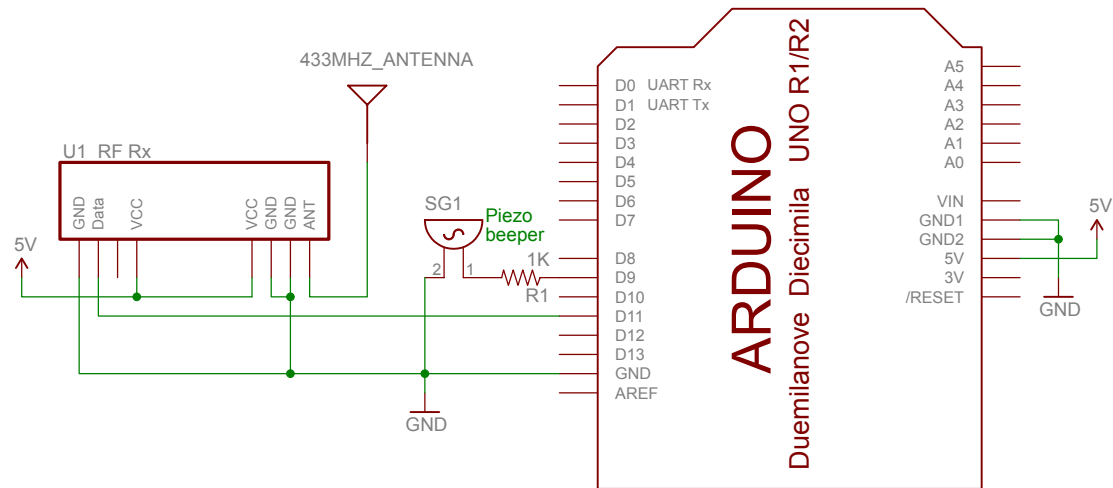 433MHZ_ANTENNA
U1 RF Rx
GND
Data
VCC
VCC
GND
GND
ANT
5V
SG1
Piezo
beeper
2
1
1K
R1
GND
D0 UART Rx
D1 UART Tx
D2
D3
D4
D5
D6
D7
D8
D9
D10
D11
D12
D13
GND
AREF
ARDUINO
Duemilanove Diecimila UNO R1/R2
A5
A4
A3
A2
A1
A0
VIN
GND1
GND2
5V
3V
/RESET
5V
GND